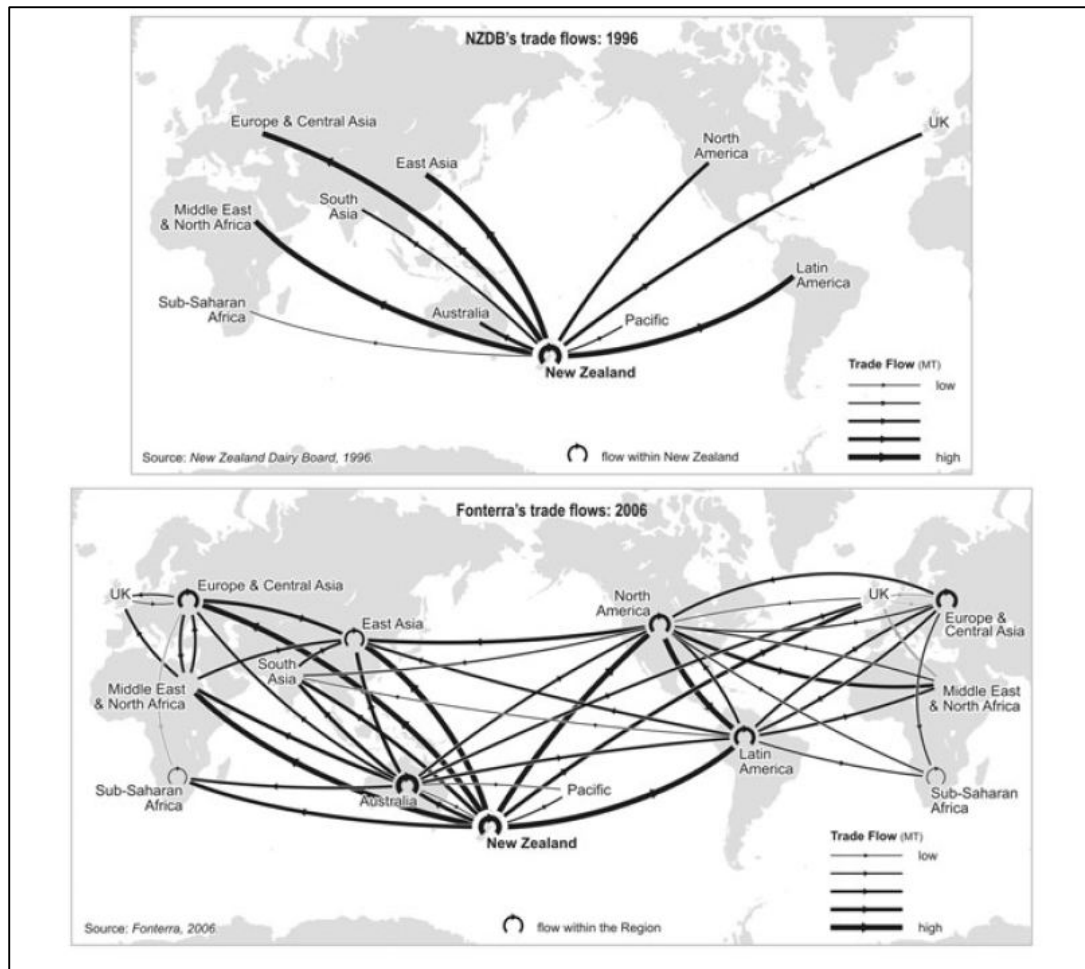 NZDB's trade flows: 1996
Europe & Central Asia
East Asia
North
America
UK
South
Asia
Middle East
& North Africa
Latin
America
Sub-Saharan
Africa
Australia
Pacific
New Zealand
Trade Flow (MT)
low
high
Source: New Zealand Dairy Board, 1996.
flow within New Zealand
Fonterra's trade flows: 2006
UK
Europe & Central Asia
North
America
UK
Europe &
Central Asia
East Asia
South
Asia
Middle East
& North Africa
Middle East
& North Africa
Latin
America
Sub-Saharan
Africa
Australia
Pacific
Sub-Saharan
Africa
New Zealand
Trade Flow (MT)
low
high
Source: Fonterra, 2006.
flow within the Region